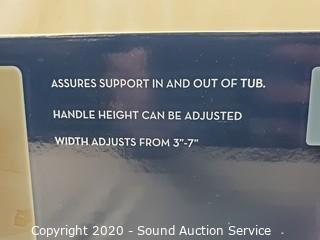 ASSURES SUPPORT IN AND OUT OF TUB.
HANDLE HEIGHT CAN BE ADJUSTED
WIDTH ADJUSTS FROM 3"-7"
Copyright 2020 - Sound Auction Service